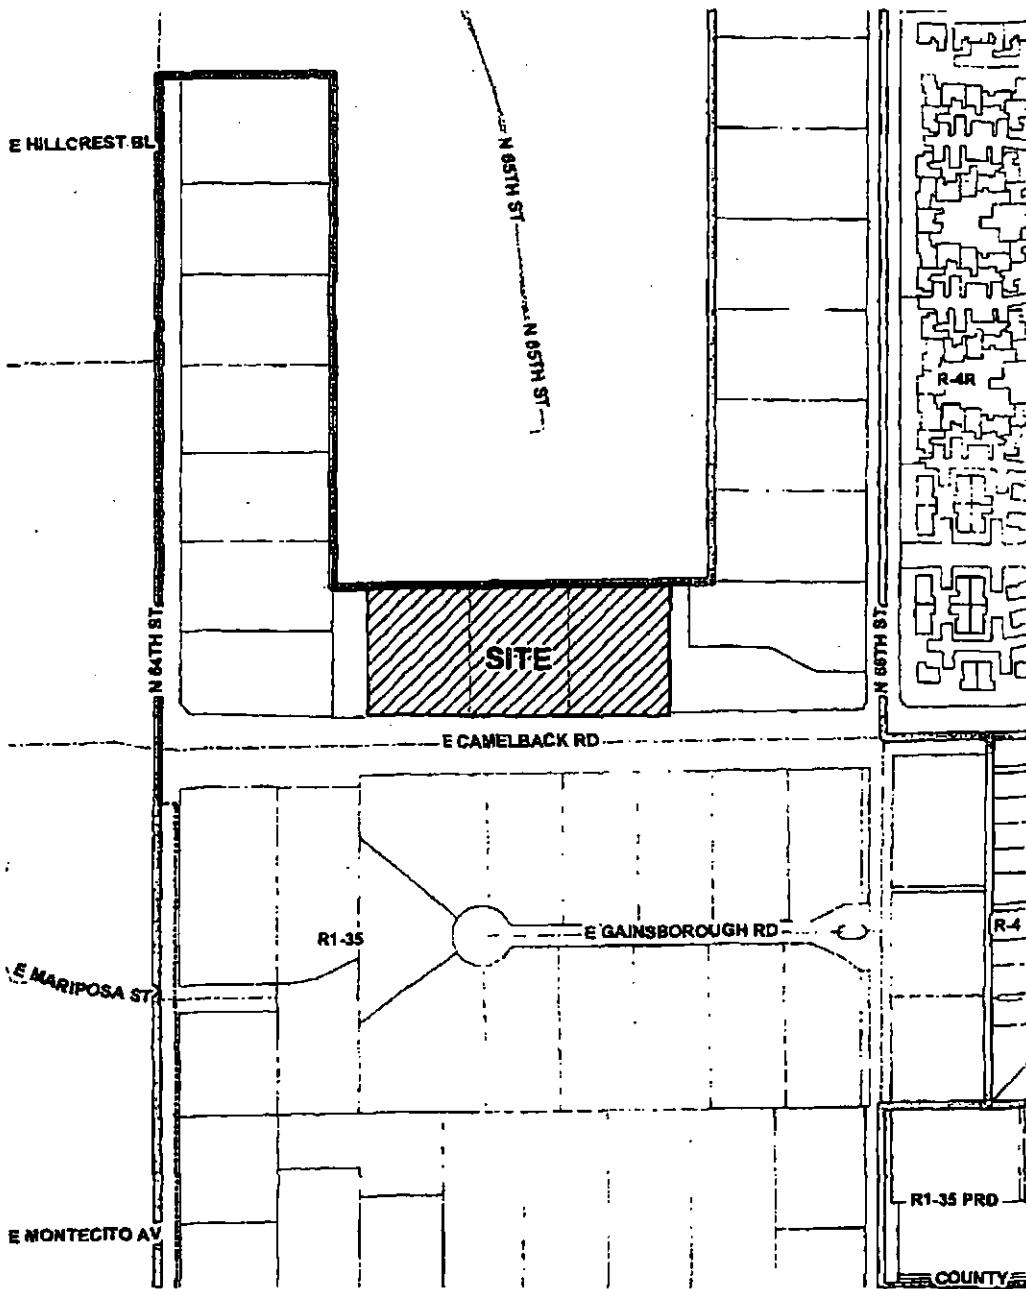 E HILLCREST BL
N 65TH ST
N 65TH ST
R-4R
N 64TH ST
SITE
N 66TH ST
E CAMELBACK RD
R1-35
E GAINSBOROUGH RD
R-4
E MARIPOSA ST
R1-35 PRD
E MONTECITO AV
COUNTY